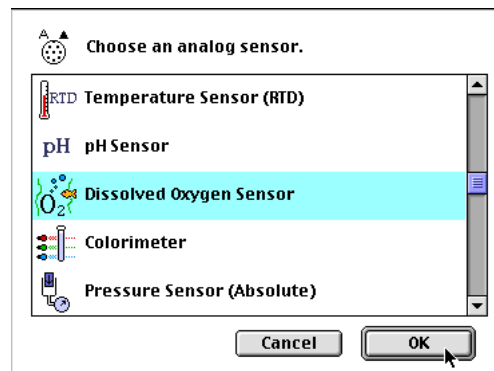 A
Choose an analog sensor.
RTD Temperature Sensor (RTD)
pH pH Sensor
O2 Dissolved Oxygen Sensor
Colorimeter
Pressure Sensor (Absolute)
Cancel OK